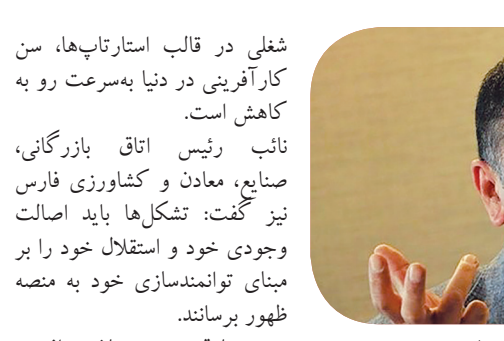 شغلی در قالب استارتاپ‌ها، سن
کارآفرینی در دنیا به‌سرعت رو به
کاهش است.
نائب رئیس اتاق بازرگانی،
صنایع، معادن و کشاورزی فارس
نیز گفت: تشکل‌ها باید اصالت
وجودی خود و استقلال خود را بر
مبنای توانمندسازی خود به منصه
ظهور برسانند.